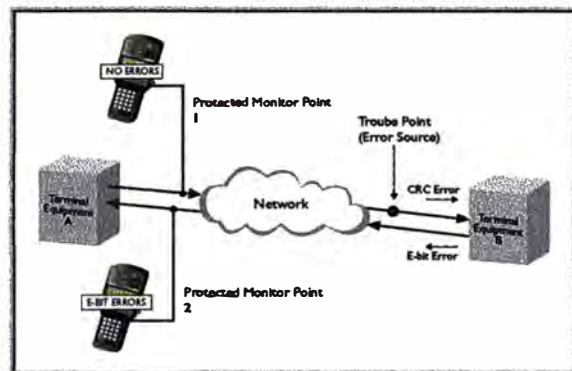 NO ERRORS
Protected Monitor Point
1
Trouble Point
(Error Source)
CRC Error
Network
Terminal
Equipment
A
Terminal
Equipment
B
E-bit Error
E-BIT ERRORS
Protected Monitor Point
2